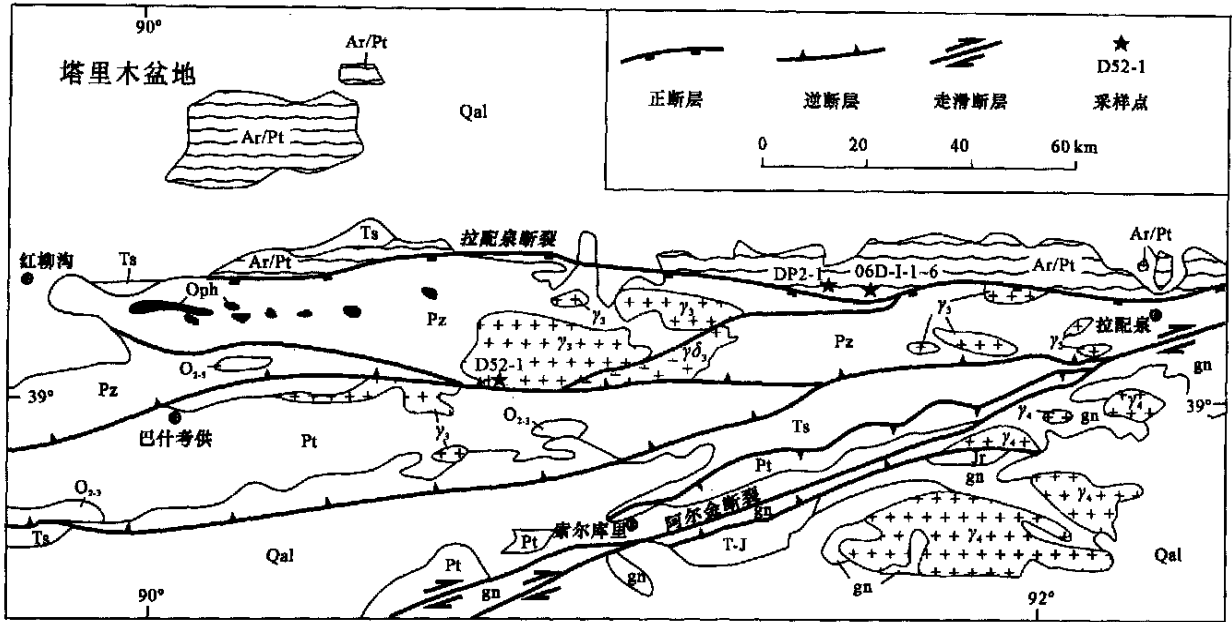 90°
Ar/Pt
塔里木盆地
Ar/Pt
Qal
D52-1
正断层
逆断层
走滑断层
采样点
0
20
40
60 km
Ts
拉配泉断裂
红柳沟
Ts
Ar/Pt
Ar/Pt
DP2-1
06D-I-1~6
Ar/Pt
Oph
Pz
γ₃
γ₃
γ₃
拉配泉
γ₃
γδ₃
Pz
γ₃
O₂₋₃
D52-1
gn
Pz
39°
39°
γ₄
巴什考供
γ₃
O₂₋₃
Ts
γ₄
gn
Pt
γ₄
Pt
Jr
gn
O₂₋₃
阿尔金断裂
gn
γ₄
索尔库里
Ts
Qal
Pt
T-J
γ₄
Qal
Pt
gn
gn
gn
90°
92°